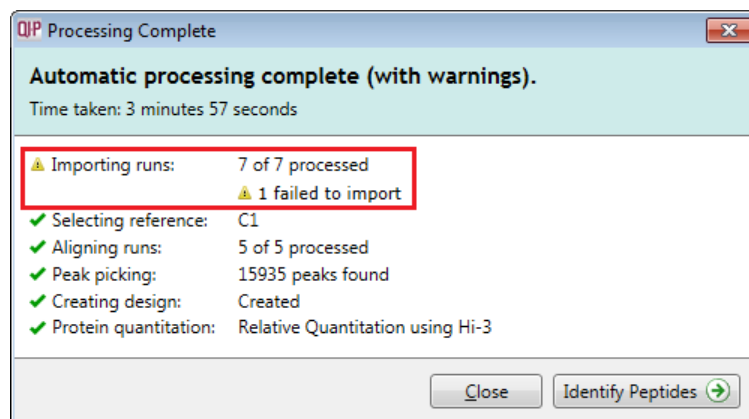 QIP Processing Complete
Automatic processing complete (with warnings).
Time taken: 3 minutes 57 seconds
Importing runs: 7 of 7 processed
1 failed to import
Selecting reference: C1
Aligning runs: 5 of 5 processed
Peak picking: 15935 peaks found
Creating design: Created
Protein quantitation: Relative Quantitation using Hi-3
Close Identify Peptides